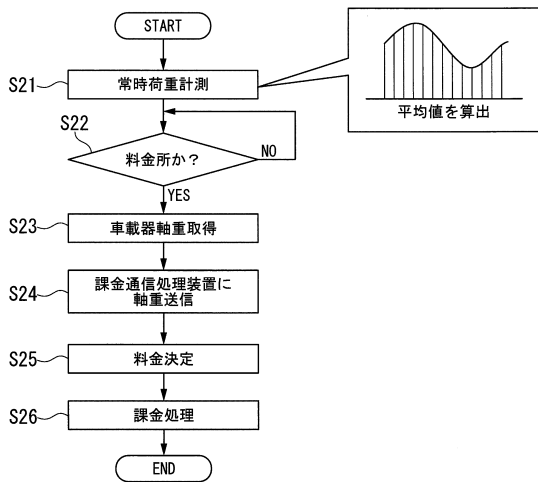 START
S21
常時荷重計測
平均値を算出
S22
料金所か？
NO
YES
S23
車載器軸重取得
S24
課金通信処理装置に
軸重送信
S25
料金決定
S26
課金処理
END